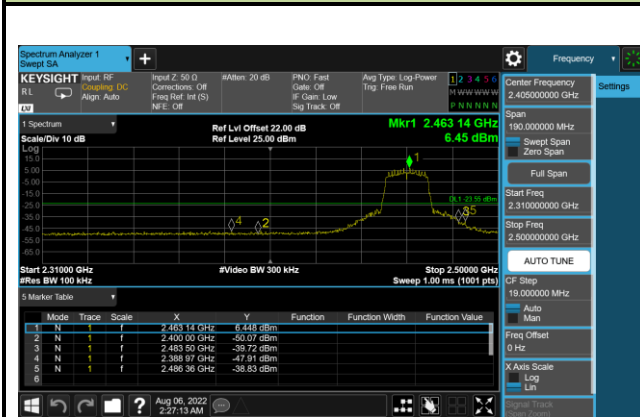 Spectrum Analyzer 1
Swept SA
+
Frequency
KEYSIGHT
R L
LXI
Input: RF
Coupling: DC
Align: Auto
Input Z: 50 Ω
Corrections: Off
Freq Ref: Int (S)
NFE: Off
#Atten: 20 dB
PNO: Fast
Gate: Off
IF Gain: Low
Sig Track: Off
Avg Type: Log-Power
Trig: Free Run
1 2 3 4 5 6
M W W W W W
P N N N N N
1 Spectrum
Scale/Div 10 dB
Ref Lvl Offset 22.00 dB
Ref Level 25.00 dBm
Mkr1 2.463 14 GHz
6.45 dBm
Log
15.0
5.00
-5.00
-15.0
-25.0
-35.0
-45.0
-55.0
-65.0
1
DL1 -23.55 dBm
4
2
3
5
Start 2.31000 GHz
#Res BW 100 kHz
#Video BW 300 kHz
Stop 2.50000 GHz
Sweep 1.00 ms (1001 pts)
5 Marker Table
Mode Trace Scale X Y Function Function Width Function Value
1 N 1 f 2.463 14 GHz 6.448 dBm
2 N 1 f 2.400 00 GHz -50.07 dBm
3 N 1 f 2.483 50 GHz -39.72 dBm
4 N 1 f 2.388 97 GHz -47.91 dBm
5 N 1 f 2.486 36 GHz -38.83 dBm
6
?
Aug 06, 2022
2:27:13 AM
Center Frequency
2.405000000 GHz
Span
190.000000 MHz
Swept Span
Zero Span
Full Span
Start Freq
2.310000000 GHz
Stop Freq
2.500000000 GHz
AUTO TUNE
CF Step
19.000000 MHz
Auto
Man
Freq Offset
0 Hz
X Axis Scale
Log
Lin
Signal Track
(Span Zoom)
Settings